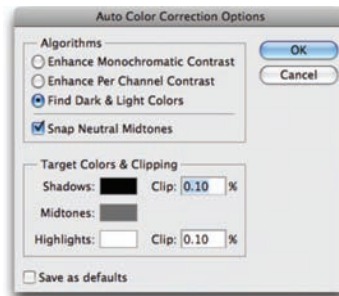 Auto Color Correction Options
Algorithms
Enhance Monochromatic Contrast
Enhance Per Channel Contrast
Find Dark & Light Colors
Snap Neutral Midtones
OK
Cancel
Target Colors & Clipping
Shadows: Clip: 0.10 %
Midtones:
Highlights: Clip: 0.10 %
Save as defaults